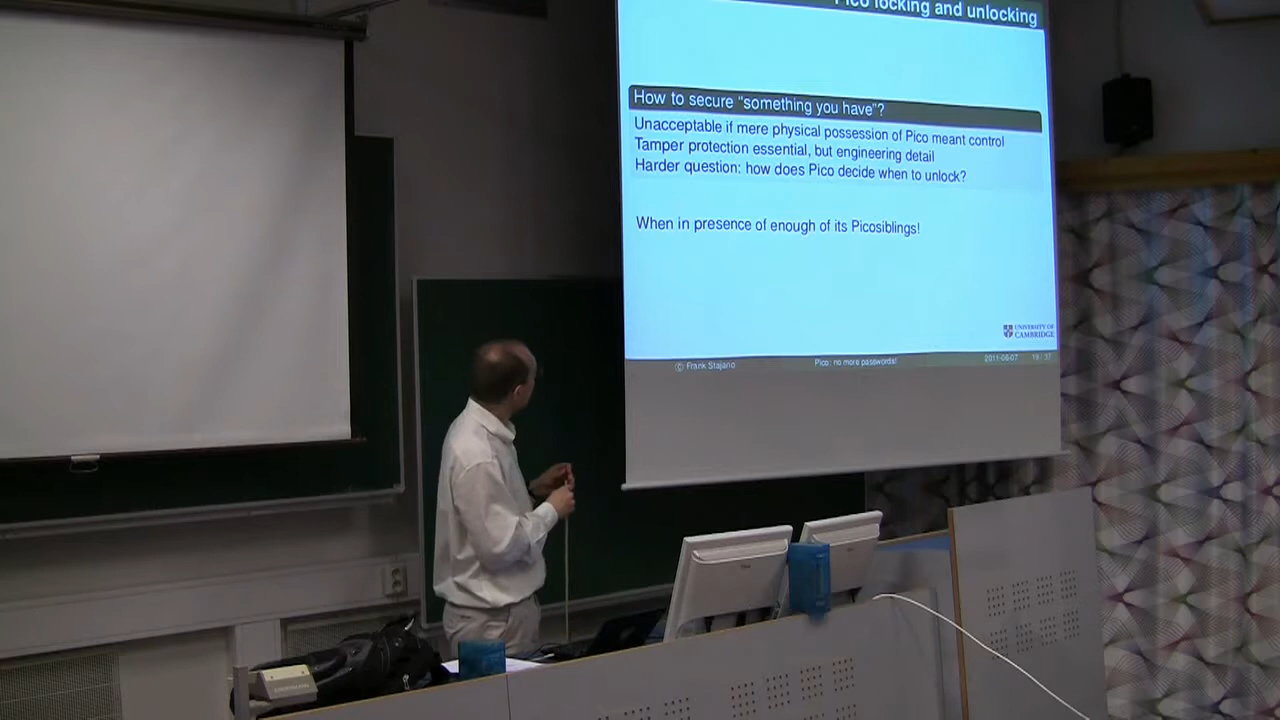 Pico locking and unlocking
How to secure "something you have"?
Unacceptable if mere physical possession of Pico meant control
Tamper protection essential, but engineering detail
Harder question: how does Pico decide when to unlock?
When in presence of enough of its Picosiblings!
UNIVERSITY OF
CAMBRIDGE
© Frank Stajano
Pico: no more passwords!
2011-06-07
19 / 37